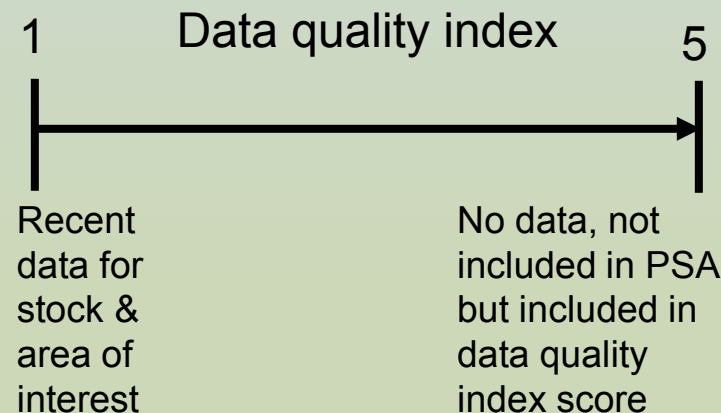 1 Data quality index 5
Recent
data for
stock &
area of
interest
No data, not
included in PSA
but included in
data quality
index score